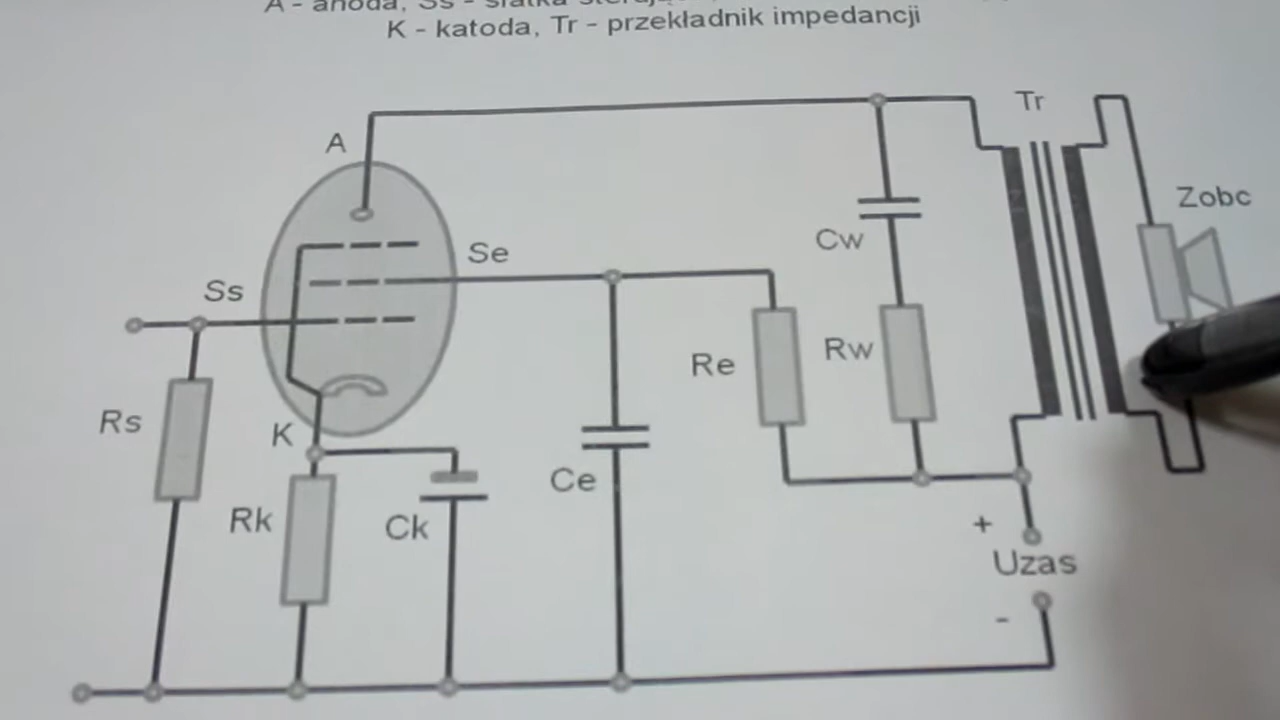 A - anoda, Ss - siatka
K - katoda, Tr - przekładnik impedancji
Tr
A
Zobc
Se
Cw
Ss
Re
Rw
Rs
K
Ce
Rk
Ck
+
Uzas
-